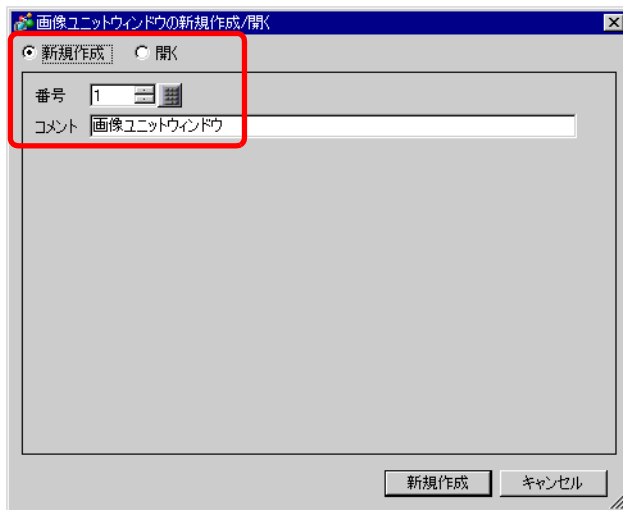 画像ユニットウィンドウの新規作成/開く
新規作成 開く
番号 1
コメント 画像ユニットウィンドウ
新規作成 キャンセル